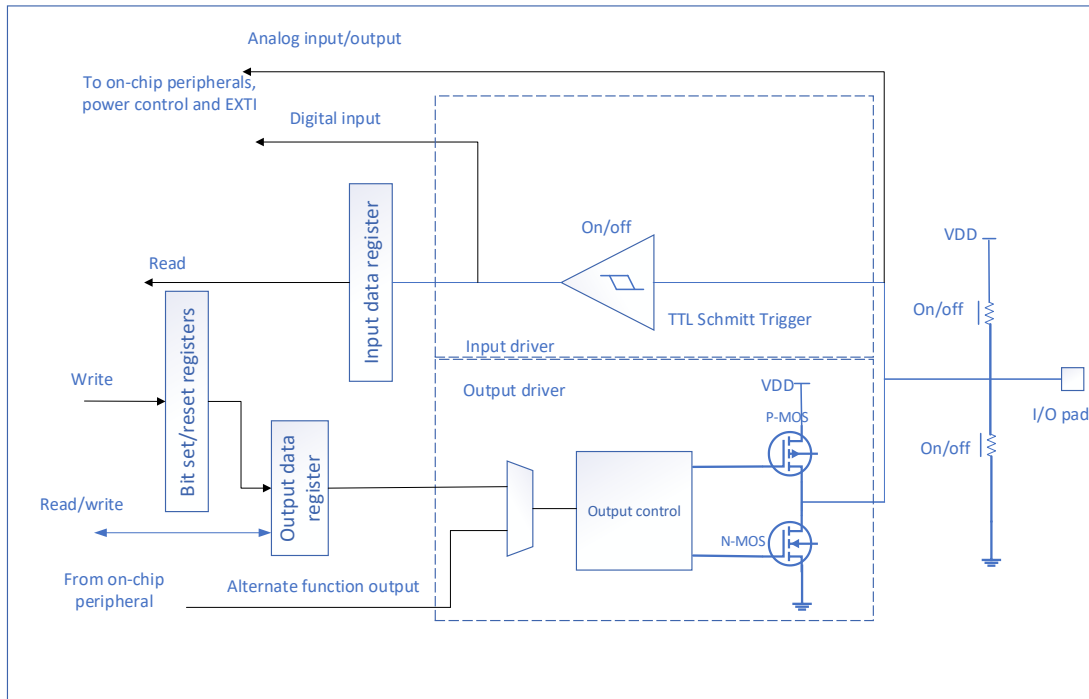 Analog input/output
To on-chip peripherals,
power control and EXTI
Digital input
On/off
VDD
Input data register
Read
On/off
TTL Schmitt Trigger
Input driver
Bit set/reset registers
Write
Output driver
VDD
P-MOS
I/O pad
On/off
Output data
register
Read/write
Output control
N-MOS
From on-chip
peripheral
Alternate function output